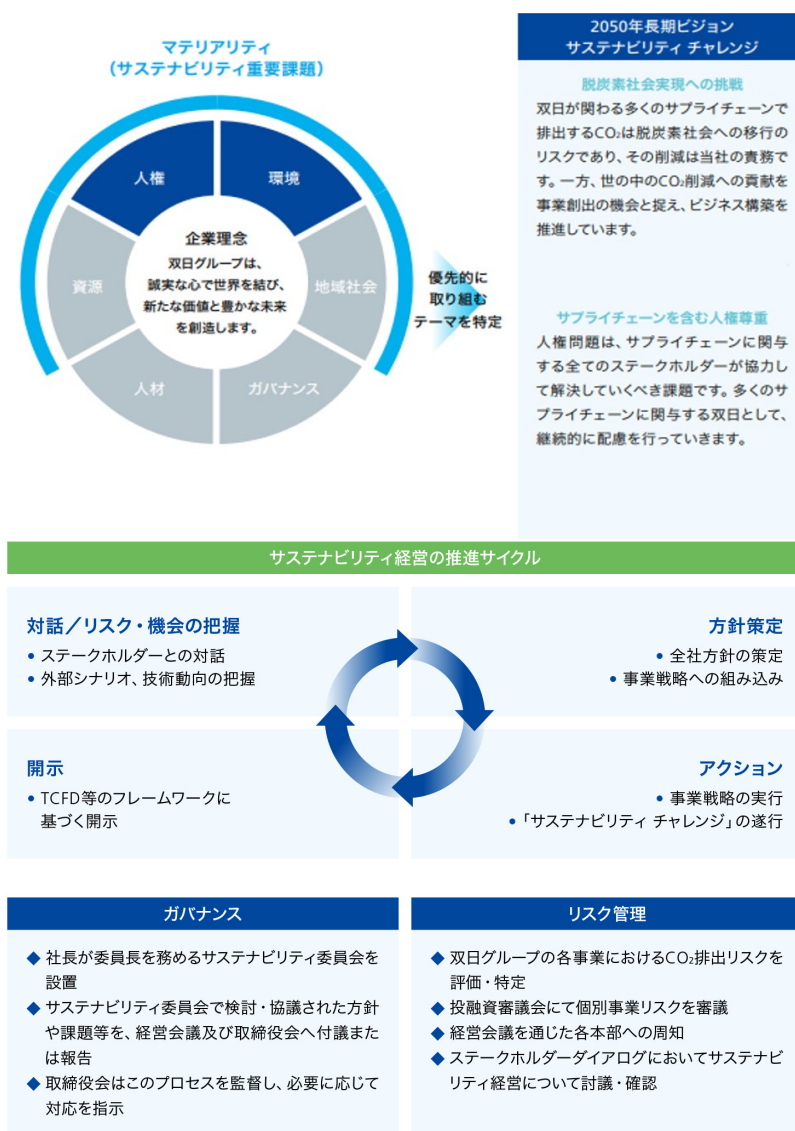 マテリアリティ
（サステナビリティ重要課題）
人権
環境
資源
地域社会
人材
ガバナンス
企業理念
双日グループは、
誠実な心で世界を結び、
新たな価値と豊かな未来
を創造します。
優先的に
取り組む
テーマを特定
2050年長期ビジョン
サステナビリティ チャレンジ
脱炭素社会実現への挑戦
双日が関わる多くのサプライチェーンで
排出するCO₂は脱炭素社会への移行の
リスクであり、その削減は当社の責務で
す。一方、世の中のCO₂削減への貢献を
事業創出の機会と捉え、ビジネス構築を
推進しています。
サプライチェーンを含む人権尊重
人権問題は、サプライチェーンに関与
する全てのステークホルダーが協力し
て解決していくべき課題です。多くのサ
プライチェーンに関与する双日として、
継続的に配慮を行っていきます。
サステナビリティ経営の推進サイクル
対話／リスク・機会の把握
• ステークホルダーとの対話
• 外部シナリオ、技術動向の把握
方針策定
• 全社方針の策定
• 事業戦略への組み込み
開示
• TCFD等のフレームワークに
基づく開示
アクション
• 事業戦略の実行
• 「サステナビリティ チャレンジ」の遂行
ガバナンス
◆ 社長が委員長を務めるサステナビリティ委員会を
設置
◆ サステナビリティ委員会で検討・協議された方針
や課題等を、経営会議及び取締役会へ付議また
は報告
◆ 取締役会はこのプロセスを監督し、必要に応じて
対応を指示
リスク管理
◆ 双日グループの各事業におけるCO₂排出リスクを
評価・特定
◆ 投融資審議会にて個別事業リスクを審議
◆ 経営会議を通じた各本部への周知
◆ ステークホルダーダイアログにおいてサステナビ
リティ経営について討議・確認